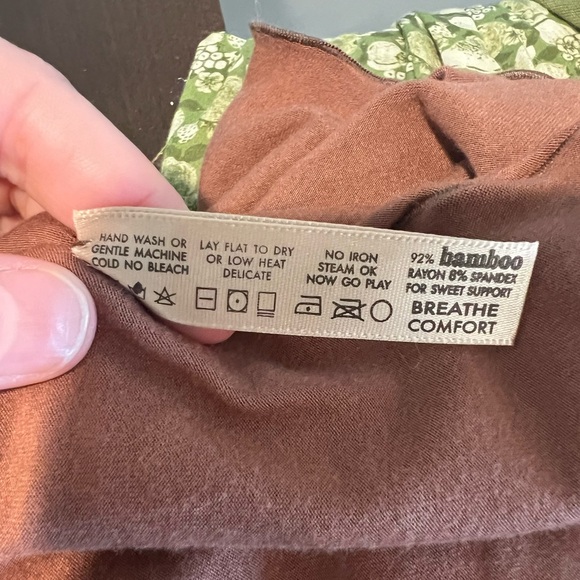 HAND WASH OR
GENTLE MACHINE
COLD NO BLEACH
LAY FLAT TO DRY
OR LOW HEAT
DELICATE
NO IRON
STEAM OK
NOW GO PLAY
92% bamboo
RAYON 8% SPANDEX
FOR SWEET SUPPORT
BREATHE
COMFORT